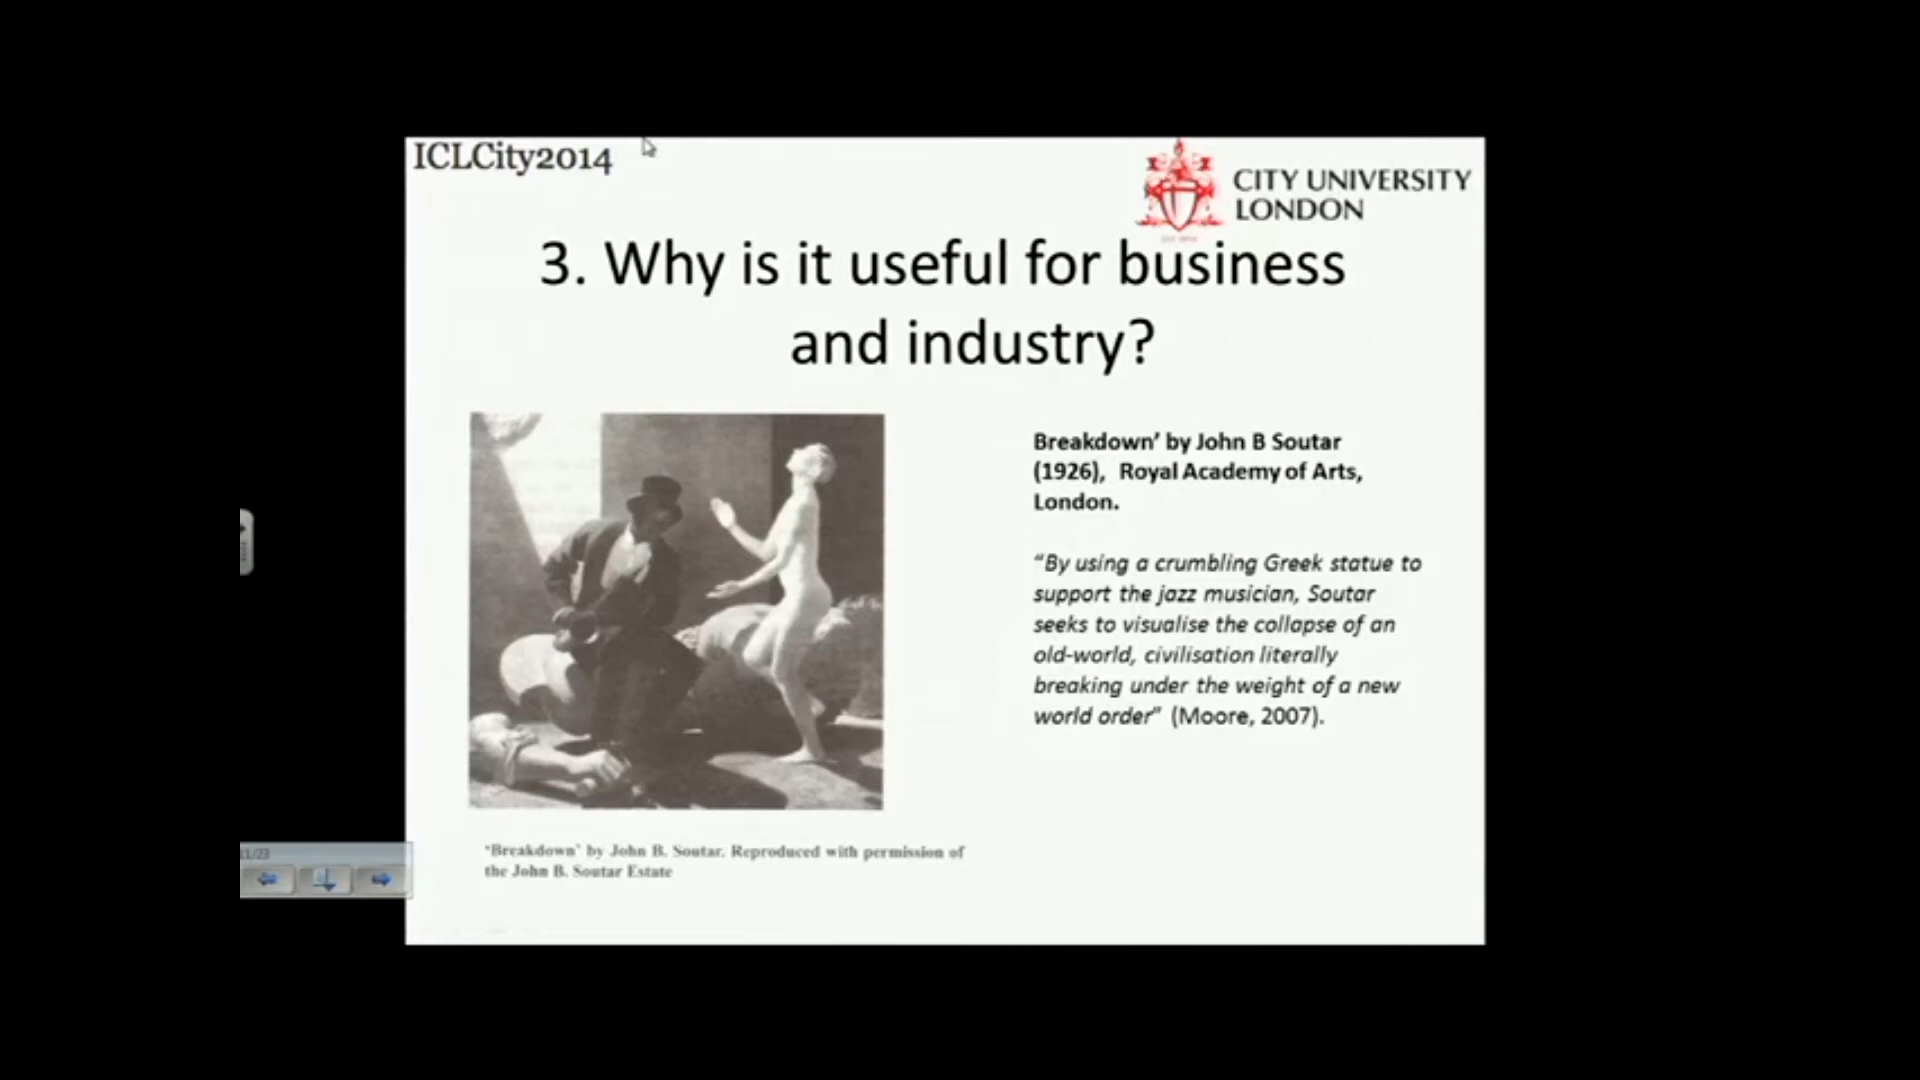 ICLCity2014
CITY UNIVERSITY
LONDON
3. Why is it useful for business
and industry?
Breakdown’ by John B Soutar
(1926), Royal Academy of Arts,
London.
“By using a crumbling Greek statue to
support the jazz musician, Soutar
seeks to visualise the collapse of an
old-world, civilisation literally
breaking under the weight of a new
world order” (Moore, 2007).
‘Breakdown’ by John B. Soutar. Reproduced with permission of
the John B. Soutar Estate
11/23